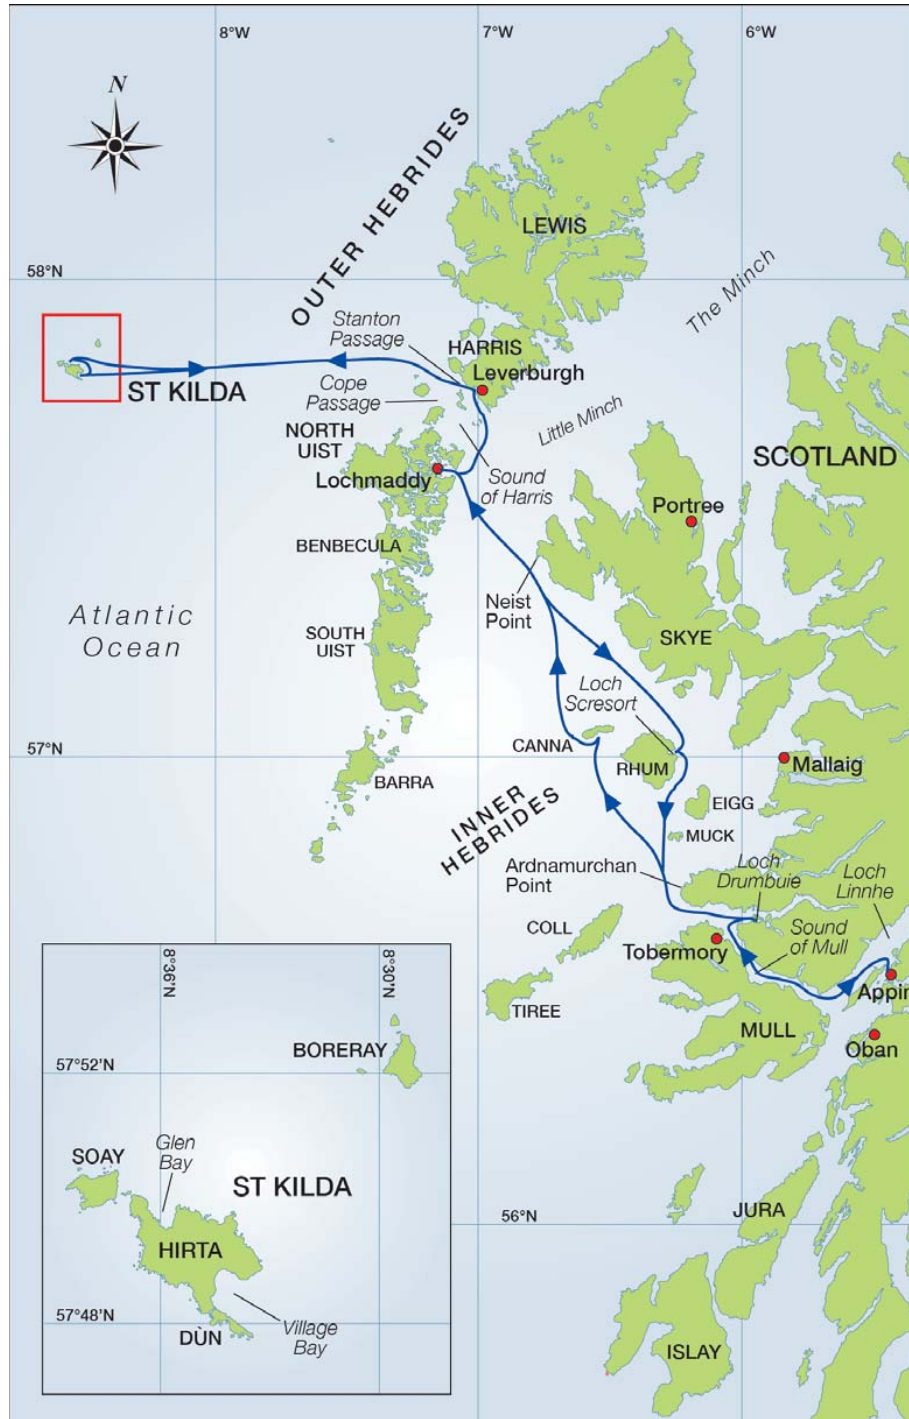 8°W
7°W
6°W
N
OUTER HEBRIDES
LEWIS
58°N
The Minch
Stanton
Passage
HARRIS
Leverburgh
ST KILDA
Cope
Passage
Little Minch
NORTH
UIST
SCOTLAND
Lochmaddy
Sound
of Harris
Portree
BENBECULA
Neist
Point
Atlantic
Ocean
SOUTH
UIST
SKYE
Loch
Scresort
57°N
CANNA
RHUM
Mallaig
BARRA
INNER
HEBRIDES
EIGG
MUCK
Ardnamurchan
Point
Loch
Drumbuie
Loch
Linnhe
COLL
Tobermory
Sound
of Mull
Appin
TIREE
MULL
Oban
8°36'N
8°30'N
BORERAY
57°52'N
Glen
Bay
SOAY
ST KILDA
JURA
56°N
HIRTA
57°48'N
DÙN
Village
Bay
ISLAY